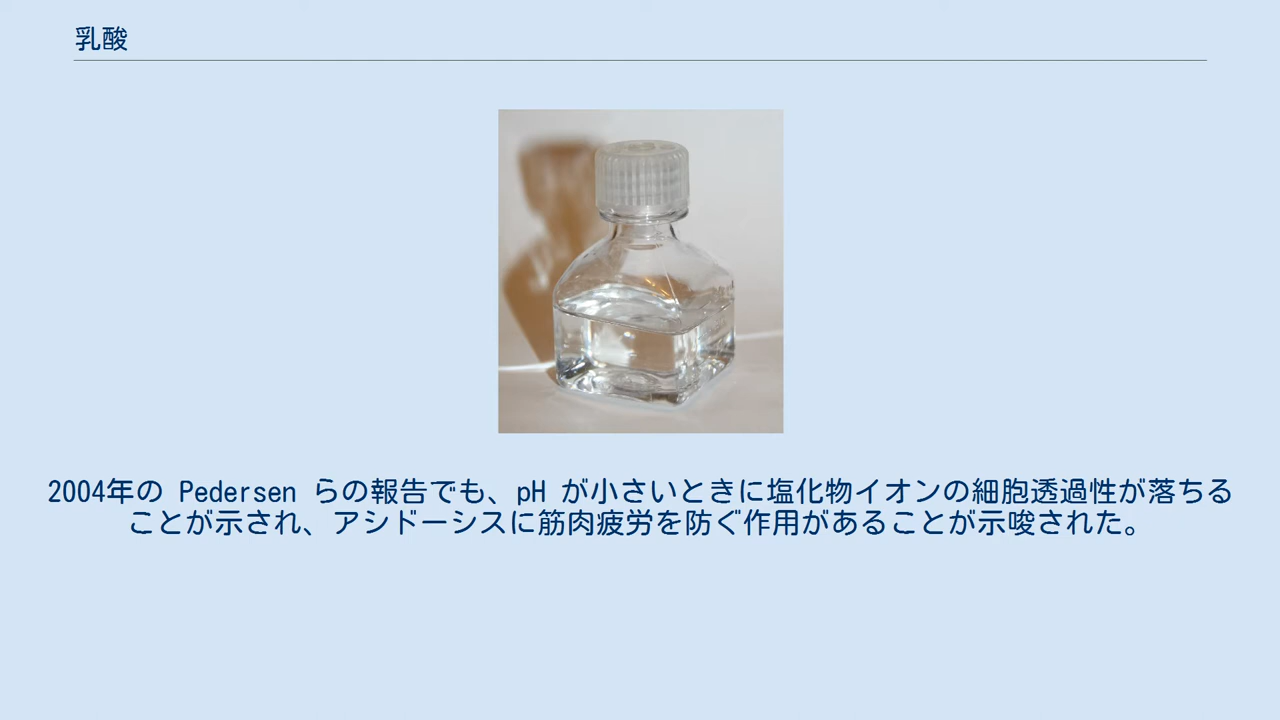 乳酸
2004年の Pedersen らの報告でも、pH が小さいときに塩化物イオンの細胞透過性が落ちる
ことが示され、アシドーシスに筋肉疲労を防ぐ作用があることが示唆された。